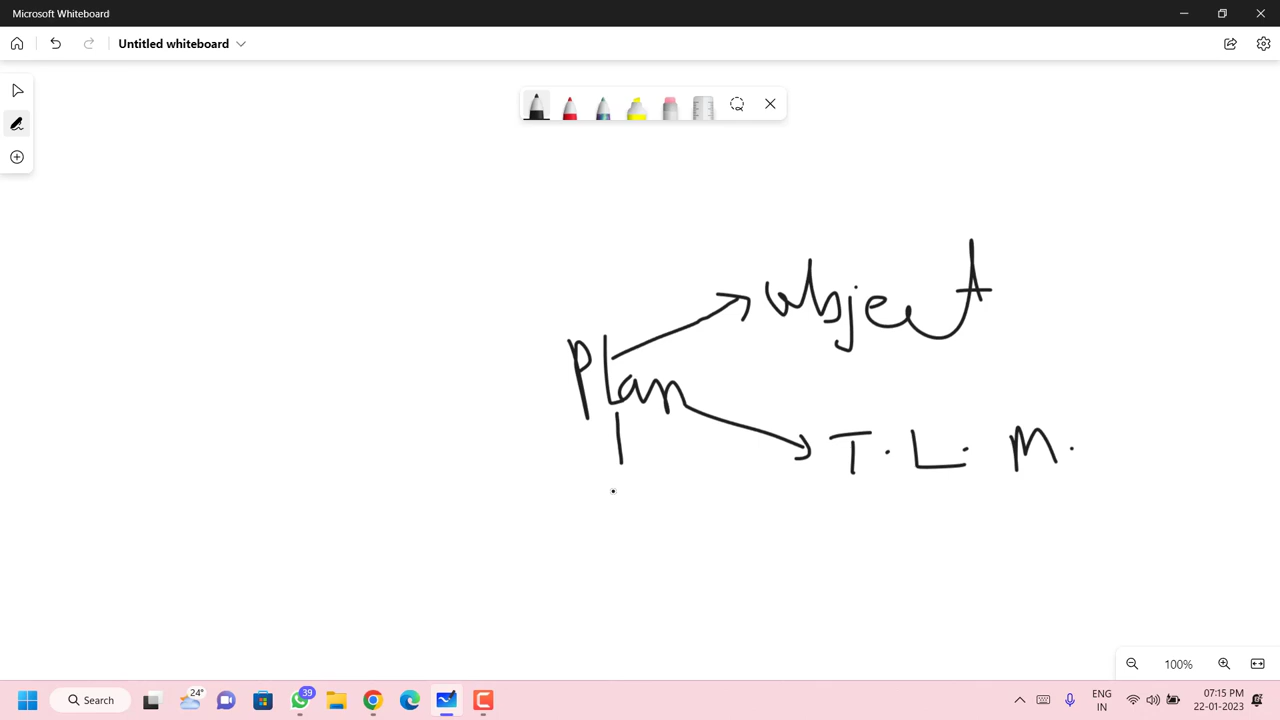 Microsoft Whiteboard
Untitled whiteboard
object
Plan
T. L. M.
100%
Search
24°
39
ENG
IN
07:15 PM
22-01-2023